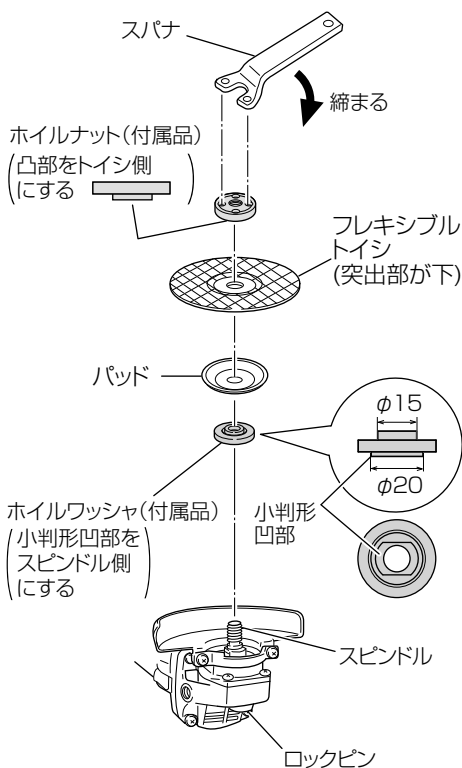 スパナ
締まる
ホイルナット(付属品)
(凸部をトイシ側
にする)
フレキシブル
トイシ
(突出部が下)
パッド
φ15
φ20
小判形
凹部
ホイルワッシャ(付属品)
(小判形凹部を
スピンドル側
にする)
スピンドル
ロックピン